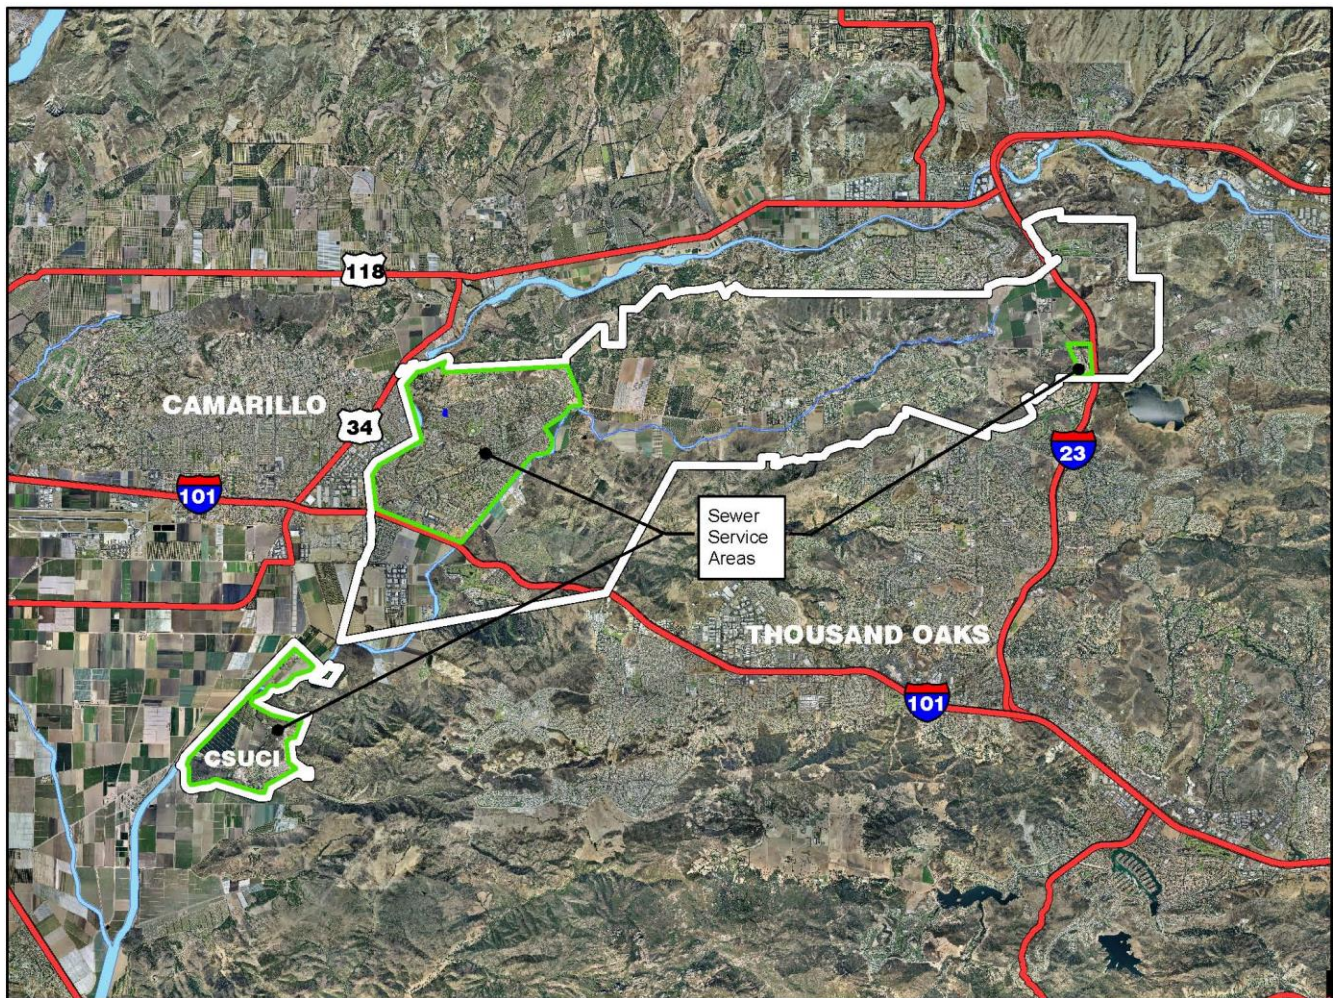 118
CAMARILLO
34
23
101
Sewer
Service
Areas
THOUSAND OAKS
101
CSUCI